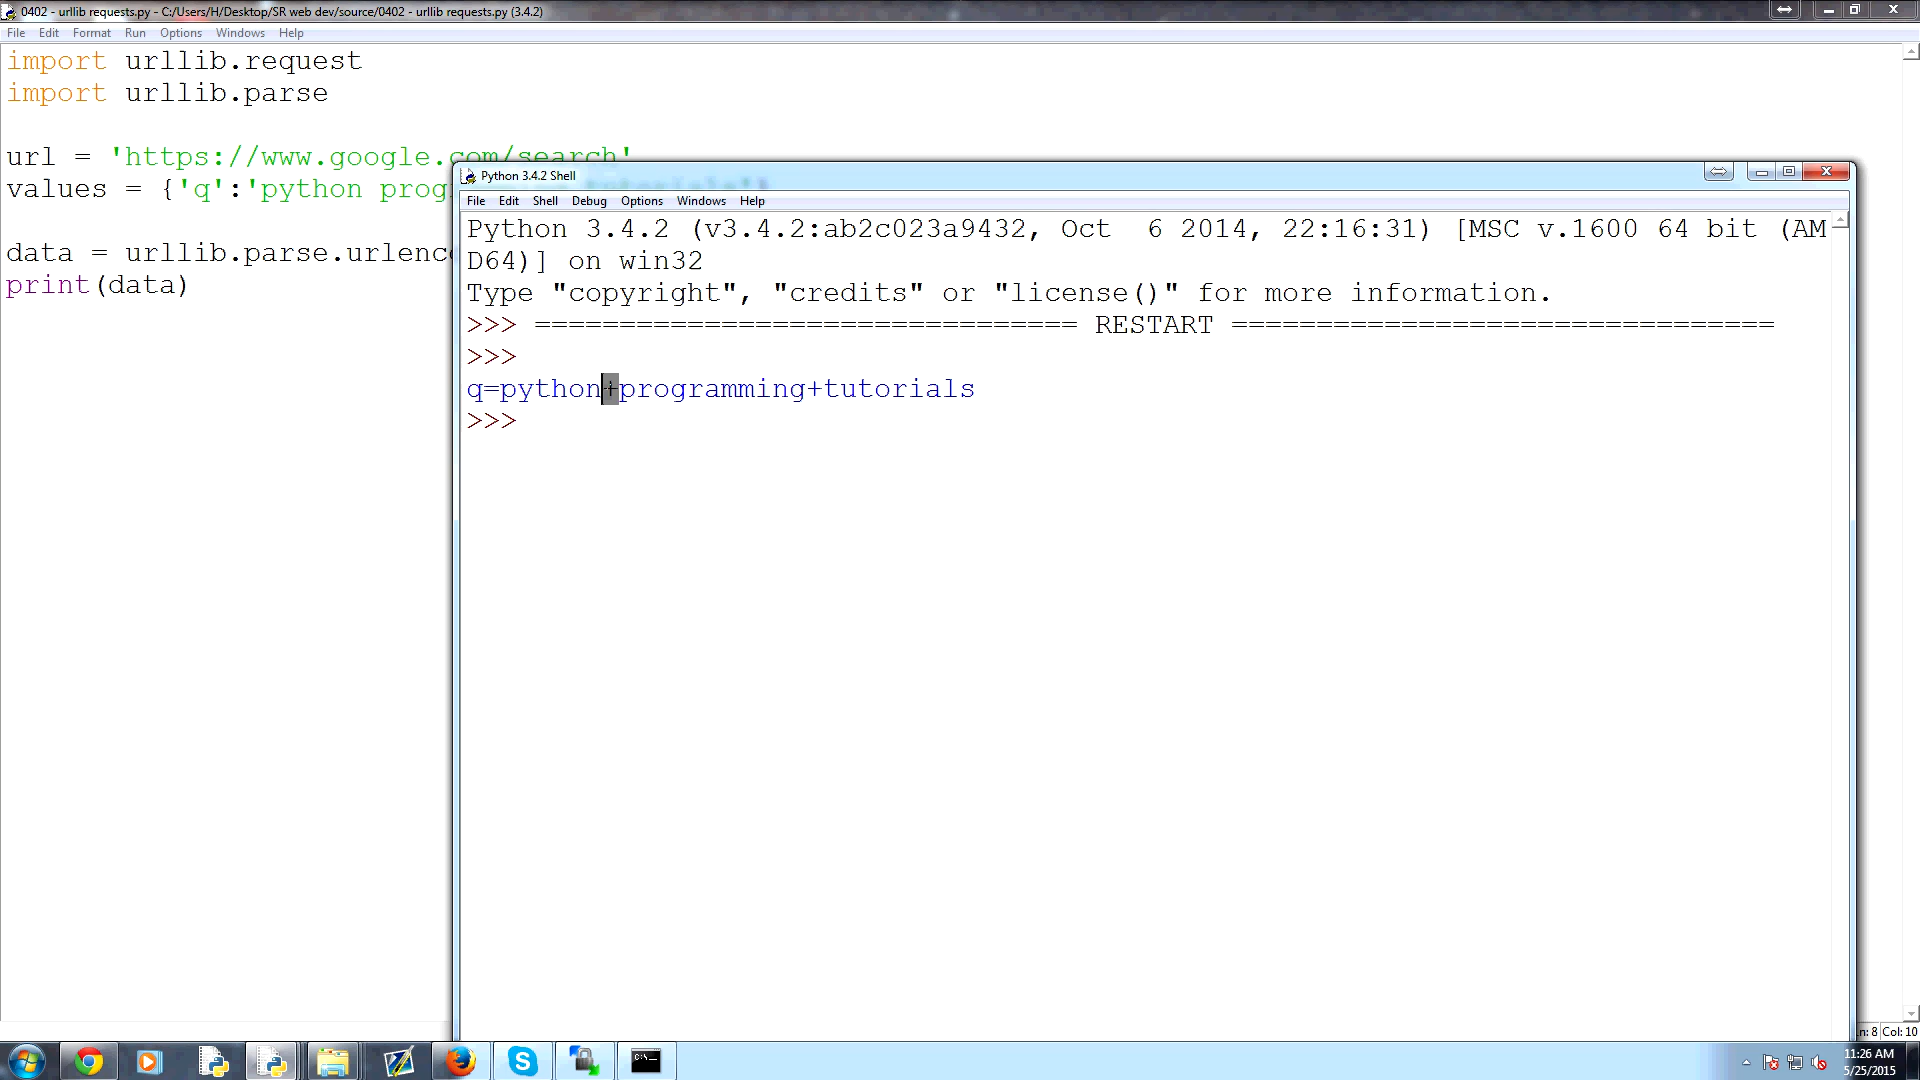 0402 - urllib requests.py - C:/Users/H/Desktop/SR web dev/source/0402 - urllib requests.py (3.4.2)
File Edit Format Run Options Windows Help
import urllib.request
import urllib.parse
url = 'https://www.google.com/search'
values = {'q':'python prog
data = urllib.parse.urlenc
print(data)
Python 3.4.2 Shell
File Edit Shell Debug Options Windows Help
Python 3.4.2 (v3.4.2:ab2c023a9432, Oct  6 2014, 22:16:31) [MSC v.1600 64 bit (AM
D64)] on win32
Type "copyright", "credits" or "license()" for more information.
>>> ================================ RESTART ================================
>>>
q=python+programming+tutorials
>>>
Ln: 8 Col: 10
11:26 AM
5/25/2015